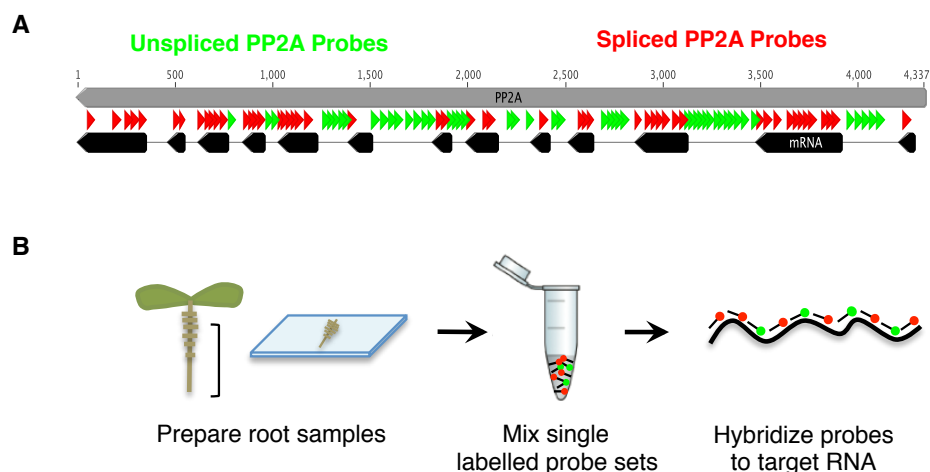 A
Unspliced PP2A Probes
Spliced PP2A Probes
1 500 1,000 1,500 2,000 2,500 3,000 3,500 4,000 4,337
PP2A
mRNA
B
Prepare root samples
Mix single
labelled probe sets
Hybridize probes
to target RNA